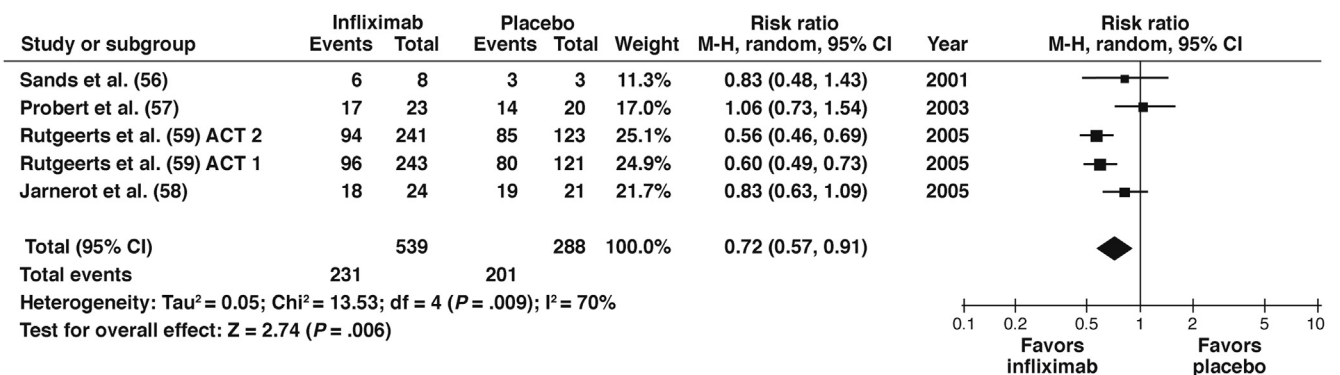 Infliximab Placebo Risk ratio Risk ratio
Study or subgroup Events Total Events Total Weight M-H, random, 95% CI Year M-H, random, 95% CI
Sands et al. (56) 6 8 3 3 11.3% 0.83 (0.48, 1.43) 2001
Probert et al. (57) 17 23 14 20 17.0% 1.06 (0.73, 1.54) 2003
Rutgeerts et al. (59) ACT 2 94 241 85 123 25.1% 0.56 (0.46, 0.69) 2005
Rutgeerts et al. (59) ACT 1 96 243 80 121 24.9% 0.60 (0.49, 0.73) 2005
Jarnerot et al. (58) 18 24 19 21 21.7% 0.83 (0.63, 1.09) 2005
Total (95% CI) 539 288 100.0% 0.72 (0.57, 0.91)
Total events 231 201
Heterogeneity: Tau² = 0.05; Chi² = 13.53; df = 4 (P = .009); I² = 70%
Test for overall effect: Z = 2.74 (P = .006)
0.1 0.2 0.5 1 2 5 10
Favors Favors
infliximab placebo